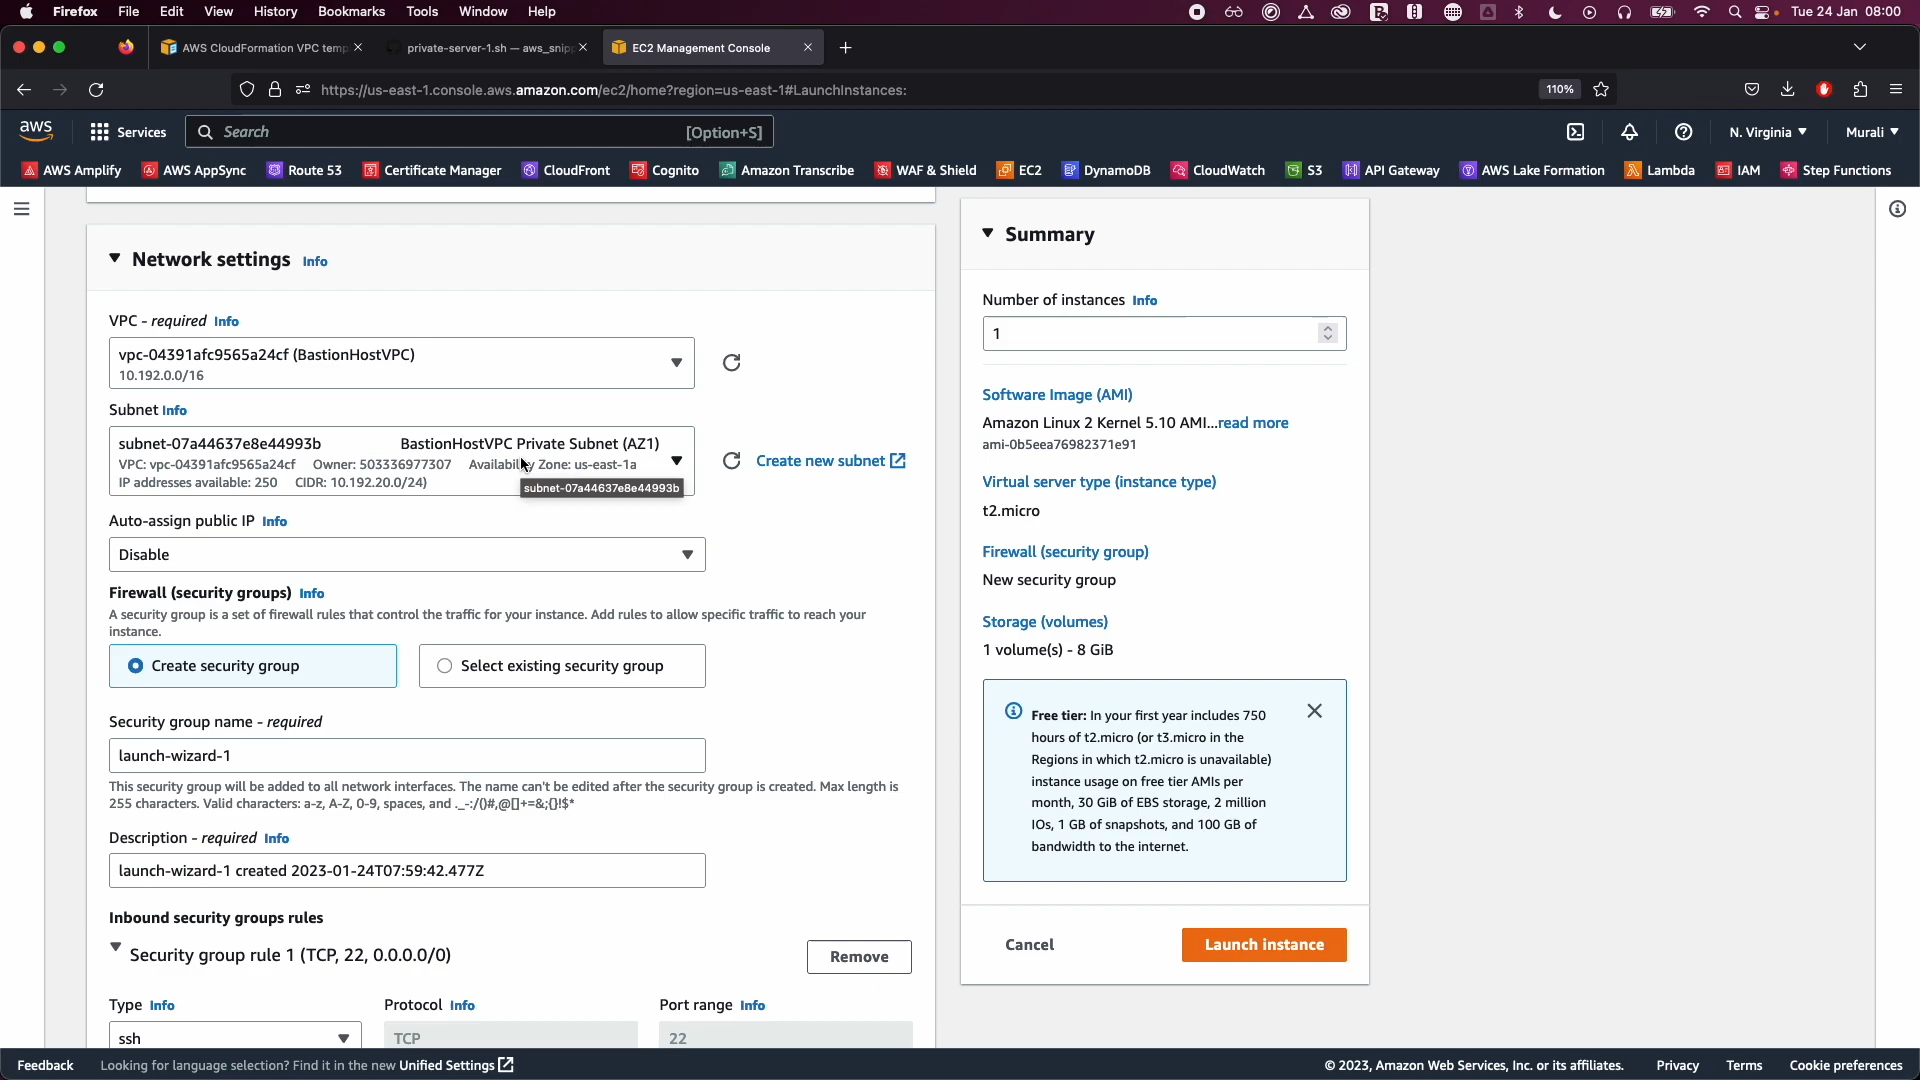 Firefox File Edit View History Bookmarks Tools Window Help
Tue 24 Jan 08:00
AWS CloudFormation VPC temp
private-server-1.sh — aws_snipp
EC2 Management Console
https://us-east-1.console.aws.amazon.com/ec2/home?region=us-east-1#LaunchInstances:
110%
aws
Services
Search
[Option+S]
N. Virginia
Murali
AWS Amplify
AWS AppSync
Route 53
Certificate Manager
CloudFront
Cognito
Amazon Transcribe
WAF & Shield
EC2
DynamoDB
CloudWatch
S3
API Gateway
AWS Lake Formation
Lambda
IAM
Step Functions
Network settings Info
VPC - required Info
vpc-04391afc9565a24cf (BastionHostVPC)
10.192.0.0/16
Subnet Info
subnet-07a44637e8e44993b BastionHostVPC Private Subnet (AZ1)
VPC: vpc-04391afc9565a24cf Owner: 503336977307 Availability Zone: us-east-1a
IP addresses available: 250 CIDR: 10.192.20.0/24)
subnet-07a44637e8e44993b
Create new subnet
Auto-assign public IP Info
Disable
Firewall (security groups) Info
A security group is a set of firewall rules that control the traffic for your instance. Add rules to allow specific traffic to reach your
instance.
Create security group
Select existing security group
Security group name - required
launch-wizard-1
This security group will be added to all network interfaces. The name can't be edited after the security group is created. Max length is
255 characters. Valid characters: a-z, A-Z, 0-9, spaces, and ._-:/()#,@[]+=&;{}!$*
Description - required Info
launch-wizard-1 created 2023-01-24T07:59:42.477Z
Inbound security groups rules
Security group rule 1 (TCP, 22, 0.0.0.0/0)
Remove
Type Info
Protocol Info
Port range Info
ssh
TCP
22
Summary
Number of instances Info
1
Software Image (AMI)
Amazon Linux 2 Kernel 5.10 AMI...read more
ami-0b5eea76982371e91
Virtual server type (instance type)
t2.micro
Firewall (security group)
New security group
Storage (volumes)
1 volume(s) - 8 GiB
Free tier: In your first year includes 750
hours of t2.micro (or t3.micro in the
Regions in which t2.micro is unavailable)
instance usage on free tier AMIs per
month, 30 GiB of EBS storage, 2 million
IOs, 1 GB of snapshots, and 100 GB of
bandwidth to the internet.
Cancel
Launch instance
Feedback
Looking for language selection? Find it in the new Unified Settings
© 2023, Amazon Web Services, Inc. or its affiliates.
Privacy
Terms
Cookie preferences